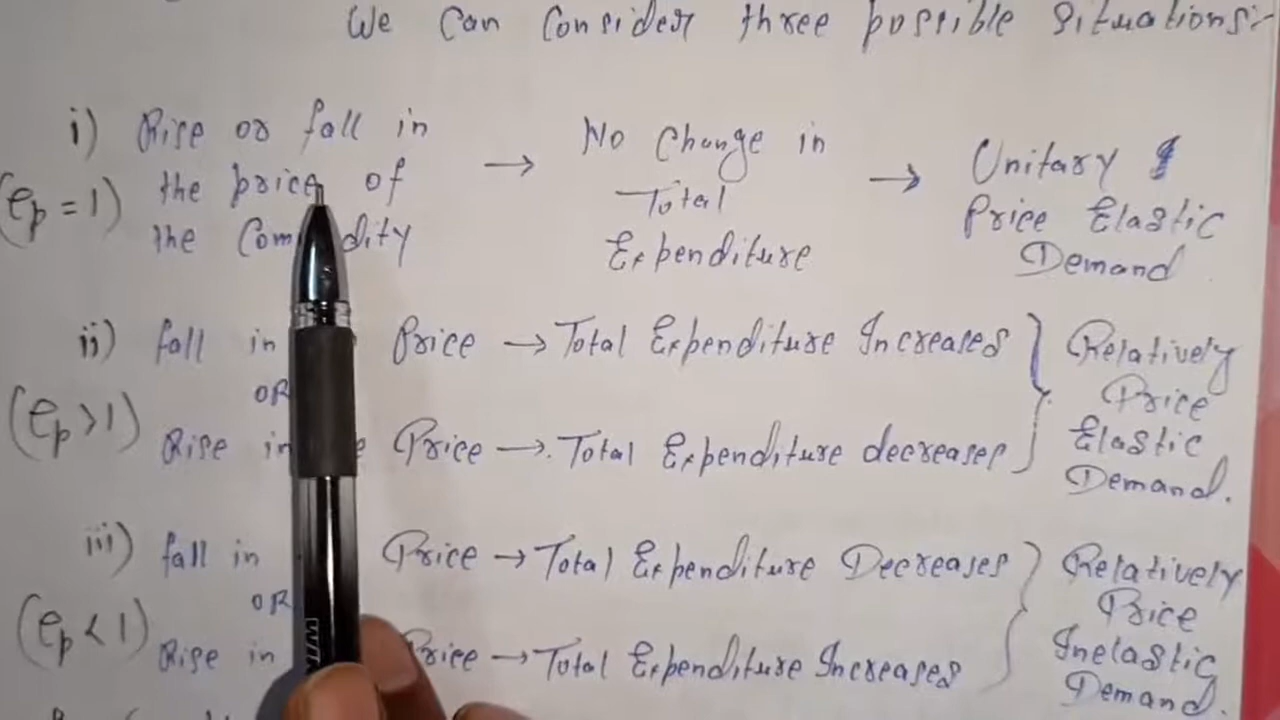 We Can Consider three possible Situations:-
i) Rise or fall in
the price of
the Com dity
(ep = 1)
→ No Change in
Total
Expenditure
→ Unitary
Price Elastic
Demand
ii) fall in Price → Total Expenditure Increases
OR
(ep > 1)
Rise in Price → Total Expenditure decreases
Relatively
Price
Elastic
Demand.
iii) fall in Price → Total Expenditure Decreases
OR
(ep < 1)
Rise in Price → Total Expenditure Increases
Relatively
Price
Inelastic
Demand.